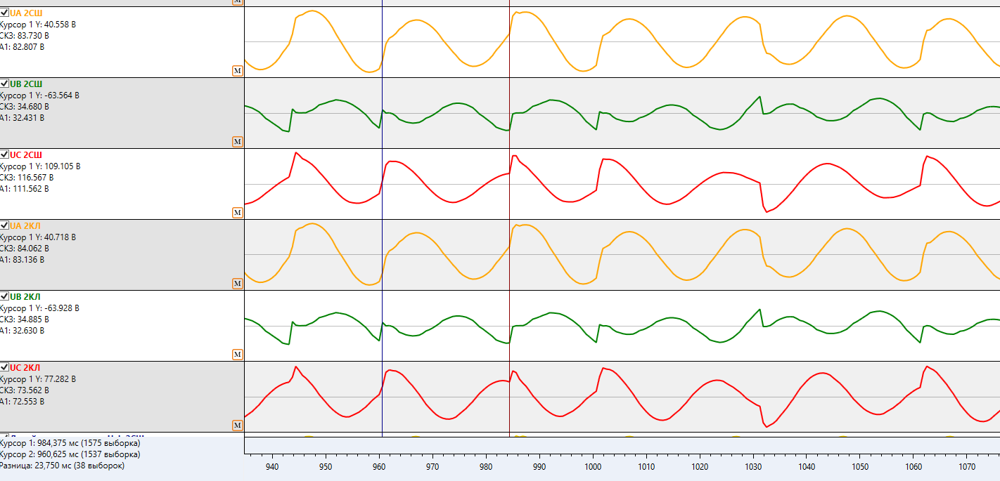 M
UA 2СШ
Курсор 1 Y: 40.558 В
СКЗ: 83.730 В
A1: 82.807 В
M
UB 2СШ
Курсор 1 Y: -63.564 В
СКЗ: 34.680 В
A1: 32.431 В
M
UC 2СШ
Курсор 1 Y: 109.105 В
СКЗ: 116.567 В
A1: 111.562 В
M
UA 2КЛ
Курсор 1 Y: 40.718 В
СКЗ: 84.062 В
A1: 83.136 В
M
UB 2КЛ
Курсор 1 Y: -63.928 В
СКЗ: 34.885 В
A1: 32.630 В
M
UC 2КЛ
Курсор 1 Y: 77.282 В
СКЗ: 73.562 В
A1: 72.553 В
M
Курсор 1: 984,375 мс (1575 выборка)
Курсор 2: 960,625 мс (1537 выборка)
Разница: 23,750 мс (38 выборок)
940 950 960 970 980 990 1000 1010 1020 1030 1040 1050 1060 1070